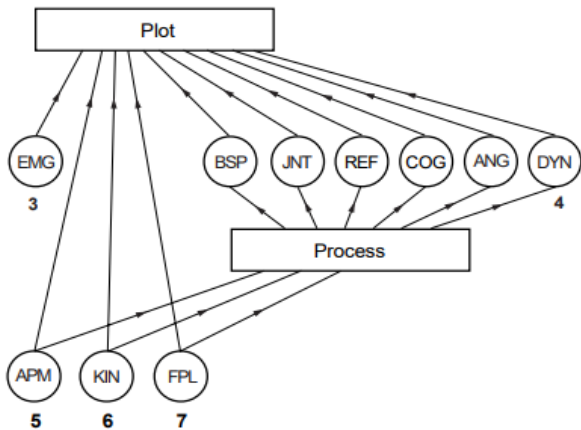 Plot
EMG BSP JNT REF COG ANG DYN
3 4
Process
APM KIN FPL
5 6 7